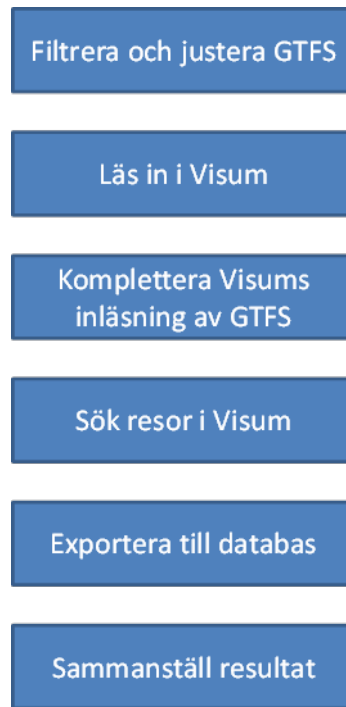 Filtrera och justera GTFS
Läs in i Visum
Komplettera Visums
inläsning av GTFS
Sök resor i Visum
Exportera till databas
Sammanställ resultat